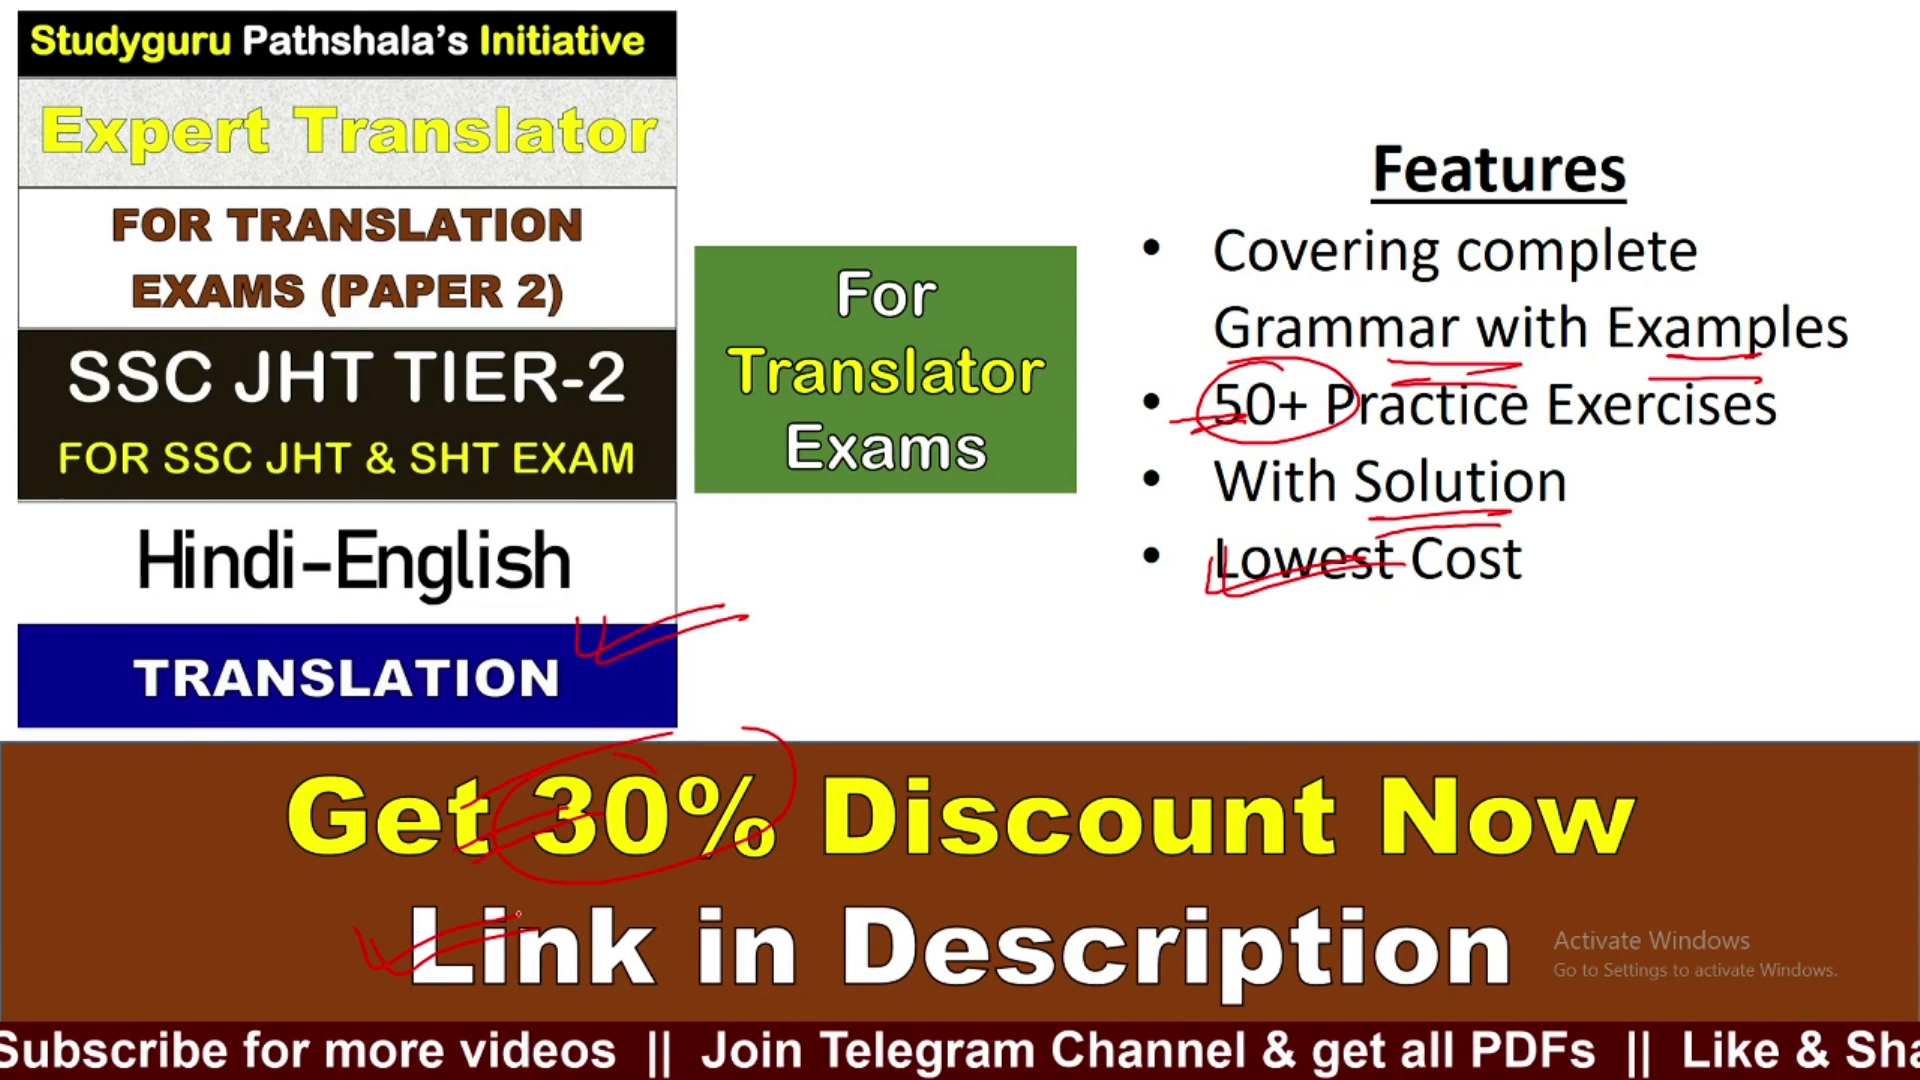 Studyguru Pathshala's Initiative
Expert Translator
FOR TRANSLATION
EXAMS (PAPER 2)
SSC JHT TIER-2
FOR SSC JHT & SHT EXAM
Hindi-English
TRANSLATION
For
Translator
Exams
Features
• Covering complete
Grammar with Examples
• 50+ Practice Exercises
• With Solution
• Lowest Cost
Get 30% Discount Now
Link in Description
Activate Windows
Go to Settings to activate Windows.
Subscribe for more videos || Join Telegram Channel & get all PDFs || Like & Sha